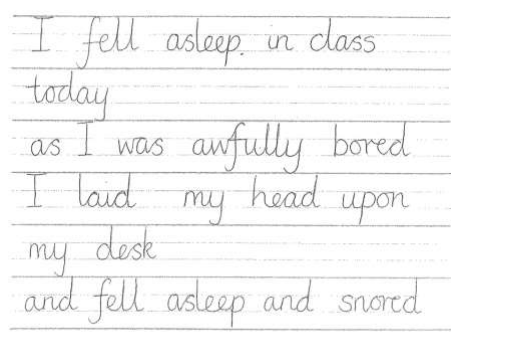 I fell asleep. in class
today
as I was awfully bored
I laid my head upon
my desk
and fell asleep and snored